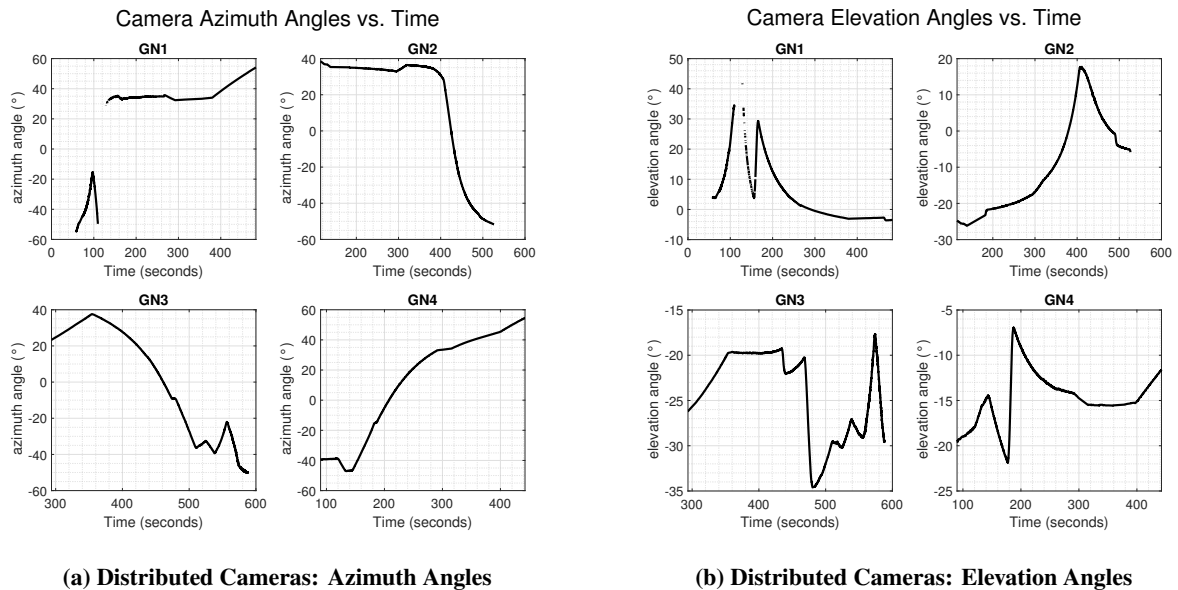 Camera Azimuth Angles vs. Time
GN1
60
40
20
0
-20
-40
-60
azimuth angle (°)
0 100 200 300 400
Time (seconds)
GN2
40
20
0
-20
-40
-60
azimuth angle (°)
200 300 400 500 600
Time (seconds)
GN3
40
20
0
-20
-40
-60
azimuth angle (°)
300 400 500 600
Time (seconds)
GN4
60
40
20
0
-20
-40
-60
azimuth angle (°)
100 200 300 400
Time (seconds)
(a) Distributed Cameras: Azimuth Angles
Camera Elevation Angles vs. Time
GN1
50
40
30
20
10
0
-10
elevation angle (°)
0 100 200 300 400
Time (seconds)
GN2
20
10
0
-10
-20
-30
elevation angle (°)
200 300 400 500 600
Time (seconds)
GN3
-15
-20
-25
-30
-35
elevation angle (°)
300 400 500 600
Time (seconds)
GN4
-5
-10
-15
-20
-25
elevation angle (°)
100 200 300 400
Time (seconds)
(b) Distributed Cameras: Elevation Angles